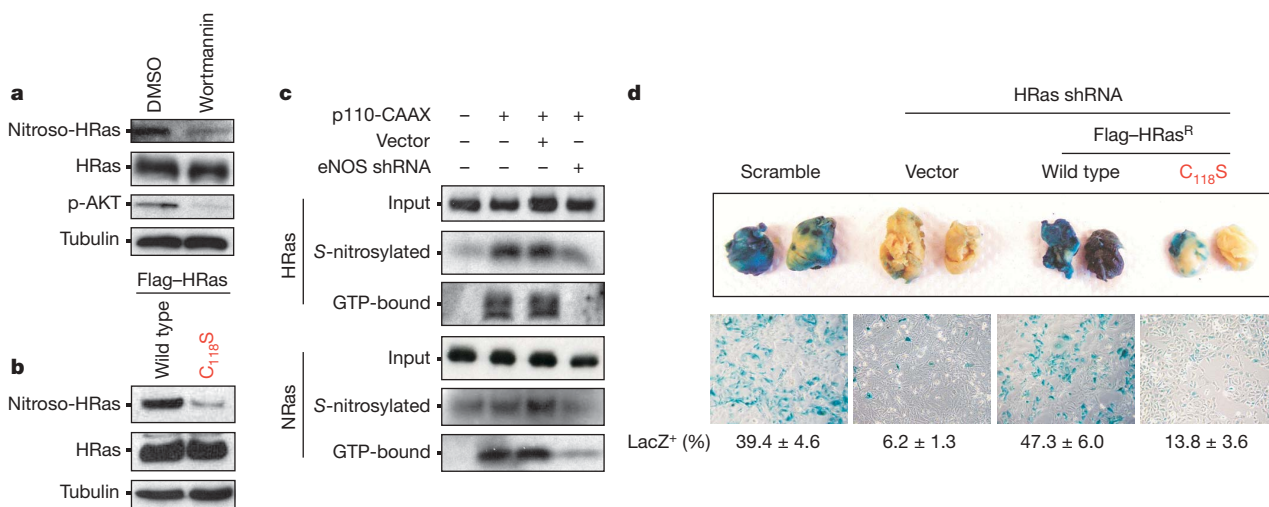 a
DMSO
Wortmannin
Nitroso-HRas
HRas
p-AKT
Tubulin
Flag–HRas
Wild type
C118S
b
Nitroso-HRas
HRas
Tubulin
c
p110-CAAX – + + +
Vector – – + –
eNOS shRNA – – – +
HRas
Input
S-nitrosylated
GTP-bound
NRas
Input
S-nitrosylated
GTP-bound
d
HRas shRNA
Flag–HRasR
Scramble Vector Wild type C118S
LacZ+ (%) 39.4 ± 4.6 6.2 ± 1.3 47.3 ± 6.0 13.8 ± 3.6